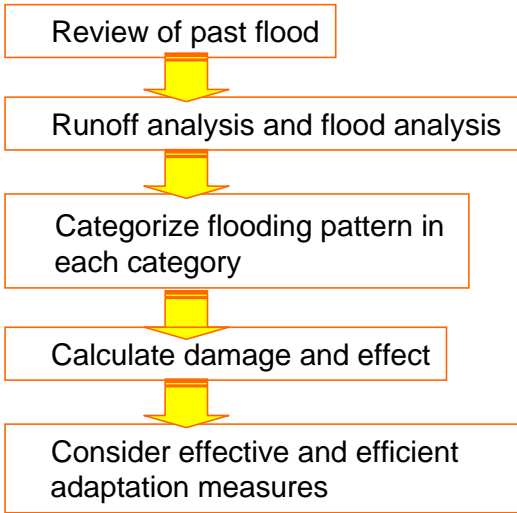 Review of past flood
Runoff analysis and flood analysis
Categorize flooding pattern in
each category
Calculate damage and effect
Consider effective and efficient
adaptation measures